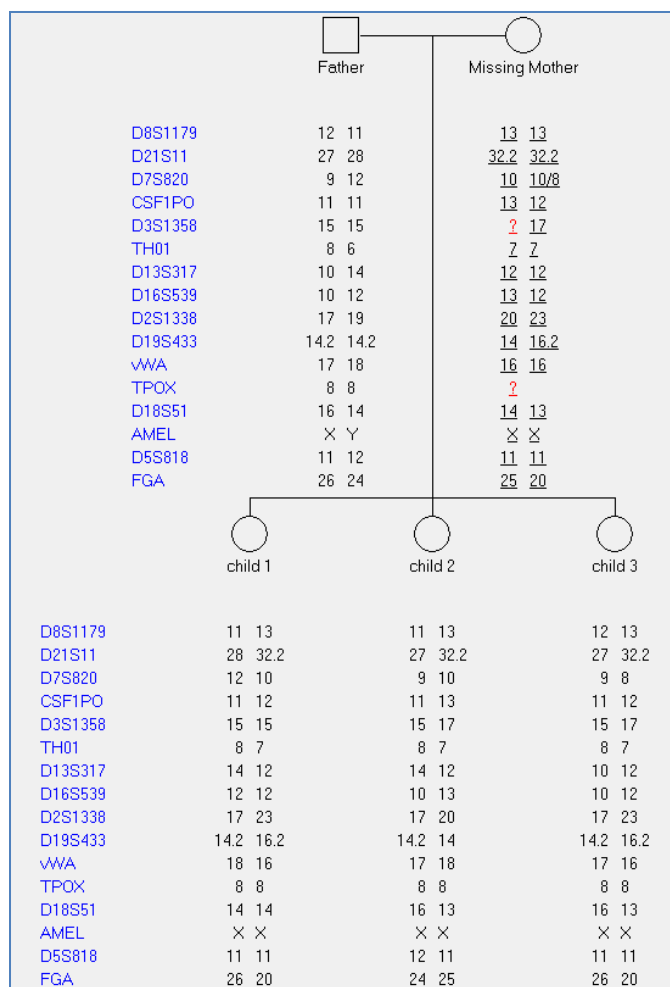 Father Missing Mother
D8S1179 12 11 13 13
D21S11 27 28 32.2 32.2
D7S820 9 12 10 10/8
CSF1PO 11 11 13 12
D3S1358 15 15 ? 17
TH01 8 6 7 7
D13S317 10 14 12 12
D16S539 10 12 13 12
D2S1338 17 19 20 23
D19S433 14.2 14.2 14 16.2
vWA 17 18 16 16
TPOX 8 8 ?
D18S51 16 14 14 13
AMEL X Y X X
D5S818 11 12 11 11
FGA 26 24 25 20
child 1 child 2 child 3
D8S1179 11 13 11 13 12 13
D21S11 28 32.2 27 32.2 27 32.2
D7S820 12 10 9 10 9 8
CSF1PO 11 12 11 13 11 12
D3S1358 15 15 15 17 15 17
TH01 8 7 8 7 8 7
D13S317 14 12 14 12 10 12
D16S539 12 12 10 13 10 12
D2S1338 17 23 17 20 17 23
D19S433 14.2 16.2 14.2 14 14.2 16.2
vWA 18 16 17 18 17 16
TPOX 8 8 8 8 8 8
D18S51 14 14 16 13 16 13
AMEL X X X X X X
D5S818 11 11 12 11 11 11
FGA 26 20 24 25 26 20